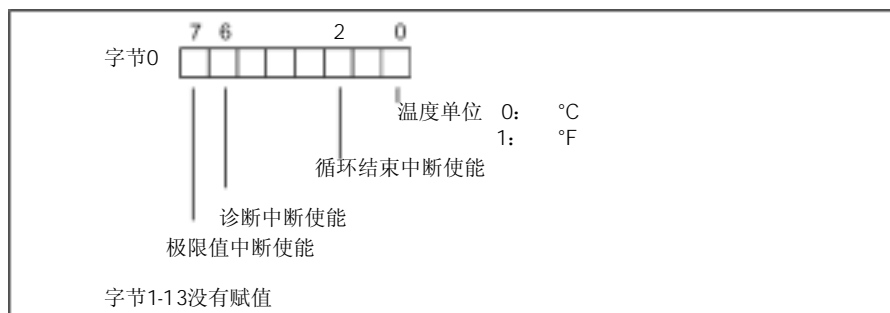 7 6 2 0
字节0
温度单位 0： °C
1： °F
循环结束中断使能
诊断中断使能
极限值中断使能
字节1-13没有赋值